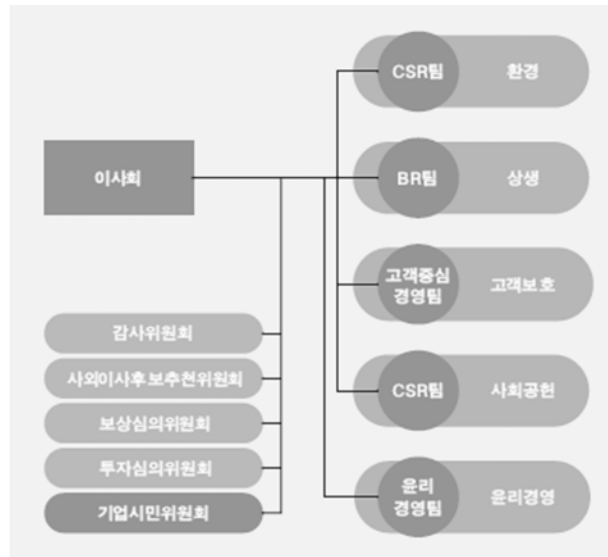 이사회
감사위원회
사외이사후보추천위원회
보상심의위원회
투자심의위원회
기업시민위원회
CSR팀 환경
BR팀 상생
고객중심
경영팀
고객보호
CSR팀 사회공헌
윤리
경영팀
윤리경영